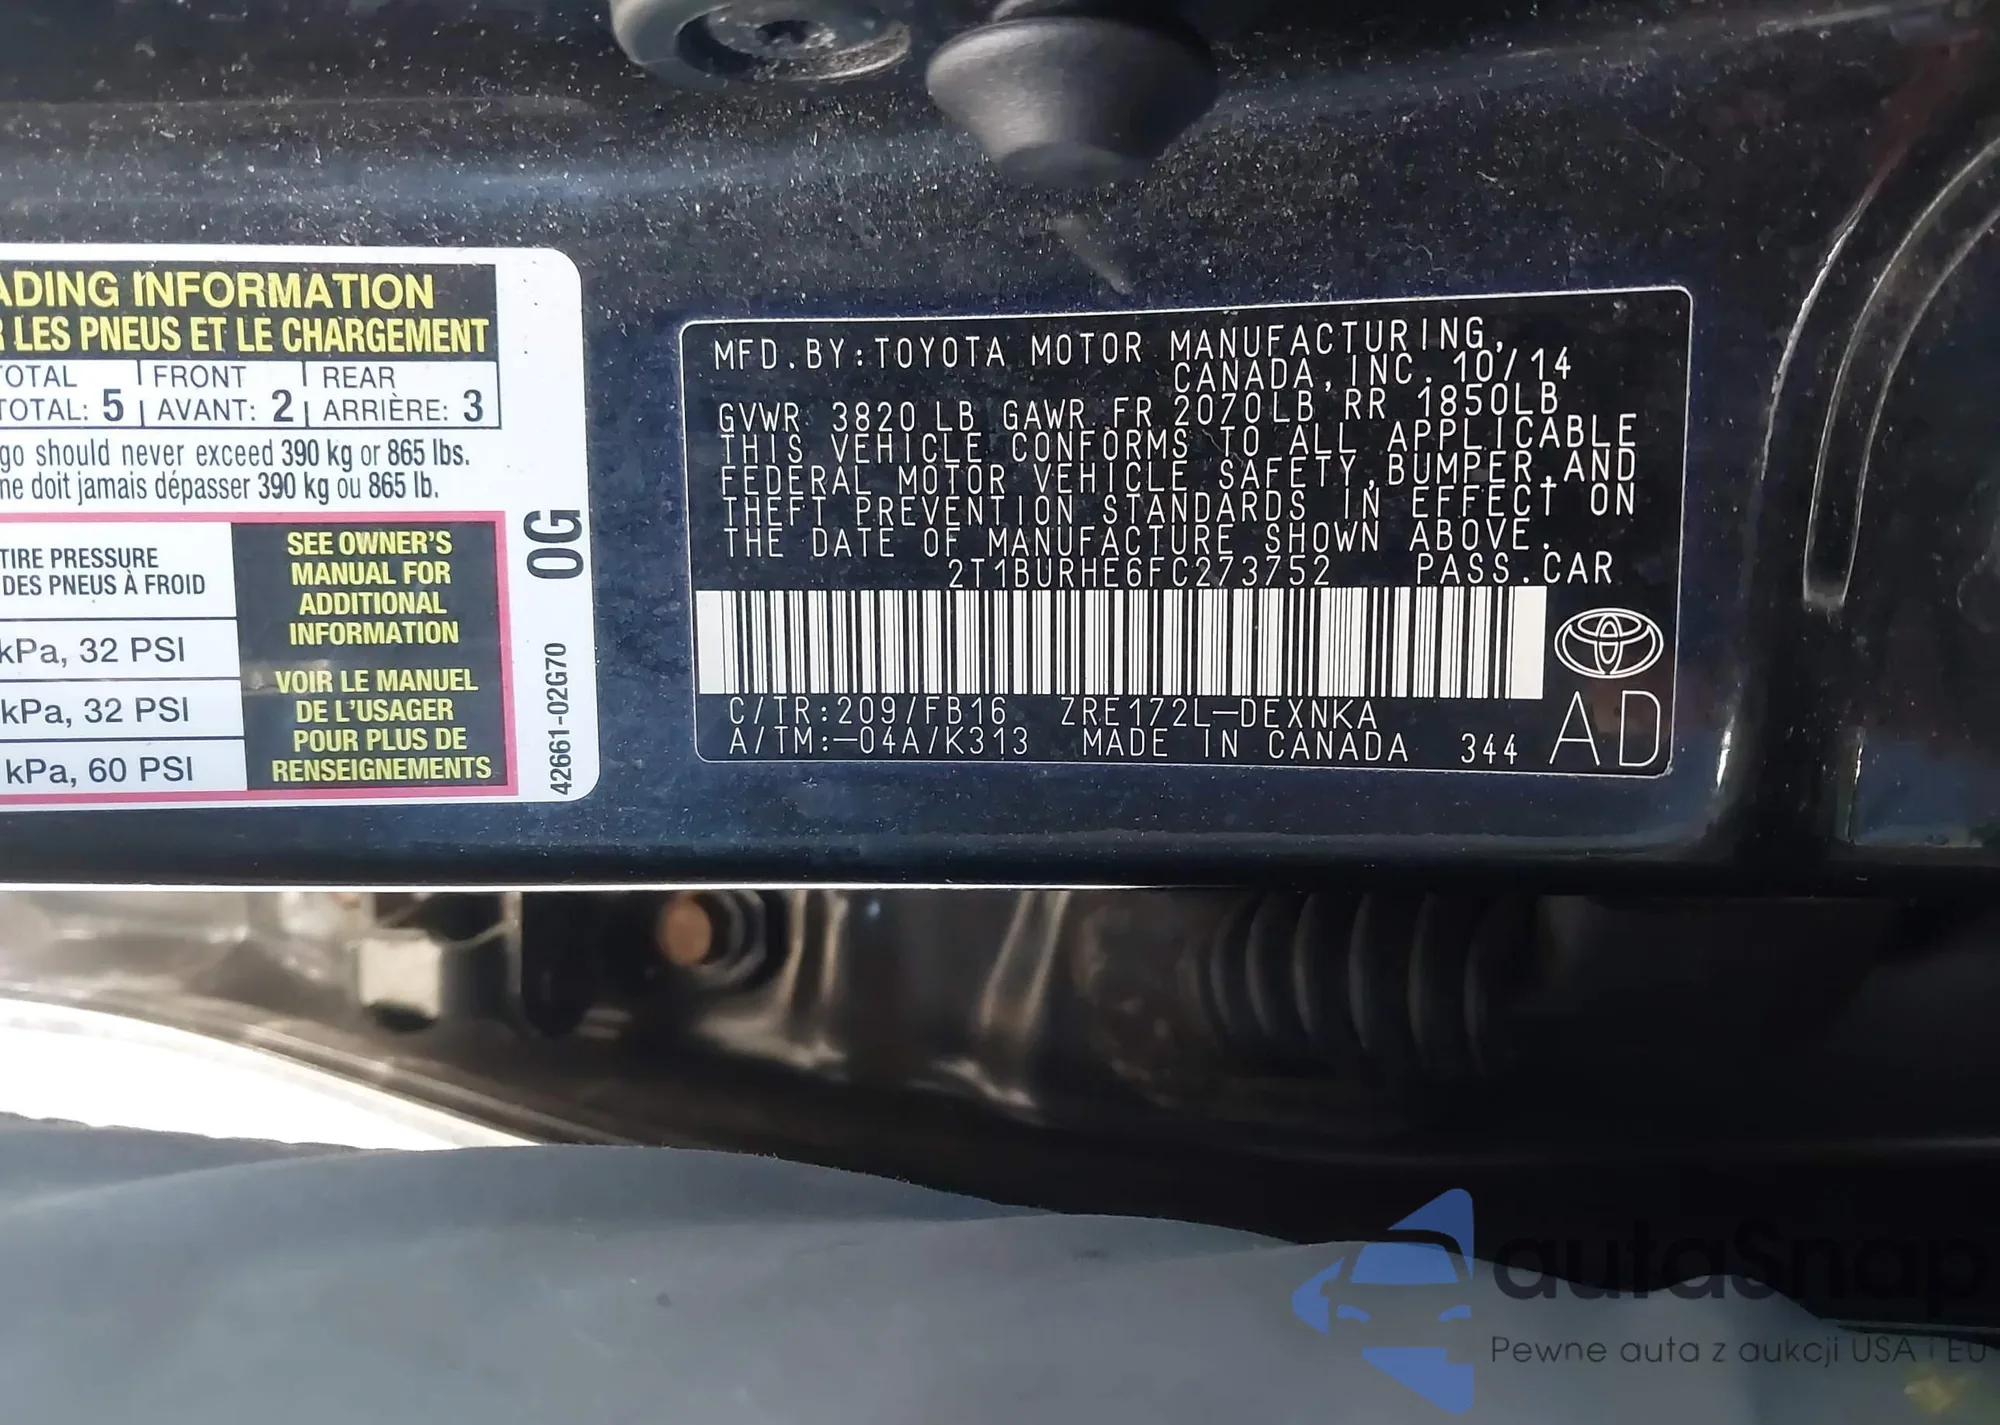 ADING INFORMATION
R LES PNEUS ET LE CHARGEMENT
OTAL FRONT REAR
TOTAL: 5 AVANT: 2 ARRIÈRE: 3
go should never exceed 390 kg or 865 lbs.
ne doit jamais dépasser 390 kg ou 865 lb.
TIRE PRESSURE
DES PNEUS À FROID
kPa, 32 PSI
kPa, 32 PSI
kPa, 60 PSI
SEE OWNER'S
MANUAL FOR
ADDITIONAL
INFORMATION
VOIR LE MANUEL
DE L'USAGER
POUR PLUS DE
RENSEIGNEMENTS
0G
42661-02G70
MFD.BY:TOYOTA MOTOR MANUFACTURING,
CANADA,INC. 10/14
GVWR 3820LB GAWR FR 2070LB RR 1850LB
THIS VEHICLE CONFORMS TO ALL APPLICABLE
FEDERAL MOTOR VEHICLE SAFETY,BUMPER,AND
THEFT PREVENTION STANDARDS IN EFFECT ON
THE DATE OF MANUFACTURE SHOWN ABOVE.
2T1BURHE6FC273752 PASS.CAR
C/TR:209/FB16 ZRE172L-DEXNKA
A/TM:-04A/K313 MADE IN CANADA 344
AD
autaSnap
Pewne auta z aukcji USA i EU